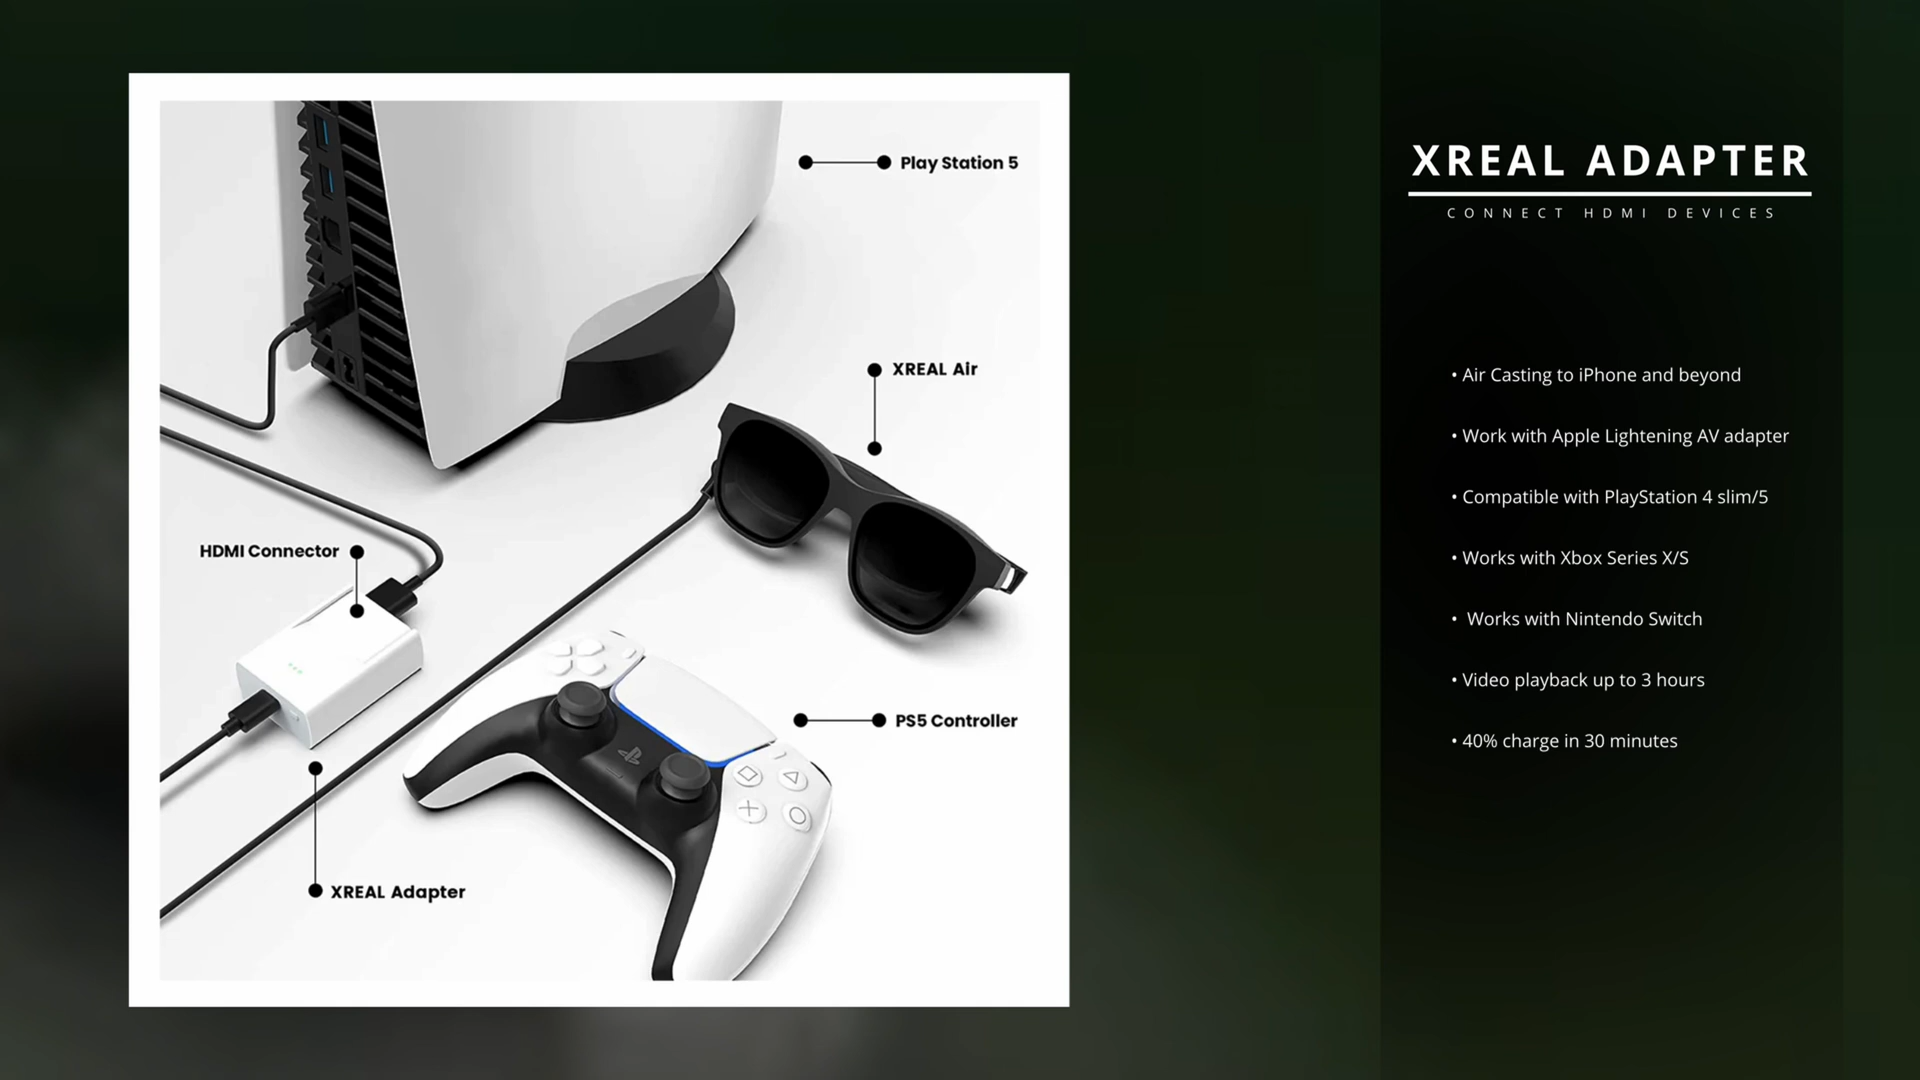 Play Station 5
XREAL Air
HDMI Connector
PS5 Controller
XREAL Adapter
XREAL ADAPTER
CONNECT HDMI DEVICES
• Air Casting to iPhone and beyond
• Work with Apple Lightening AV adapter
• Compatible with PlayStation 4 slim/5
• Works with Xbox Series X/S
• Works with Nintendo Switch
• Video playback up to 3 hours
• 40% charge in 30 minutes